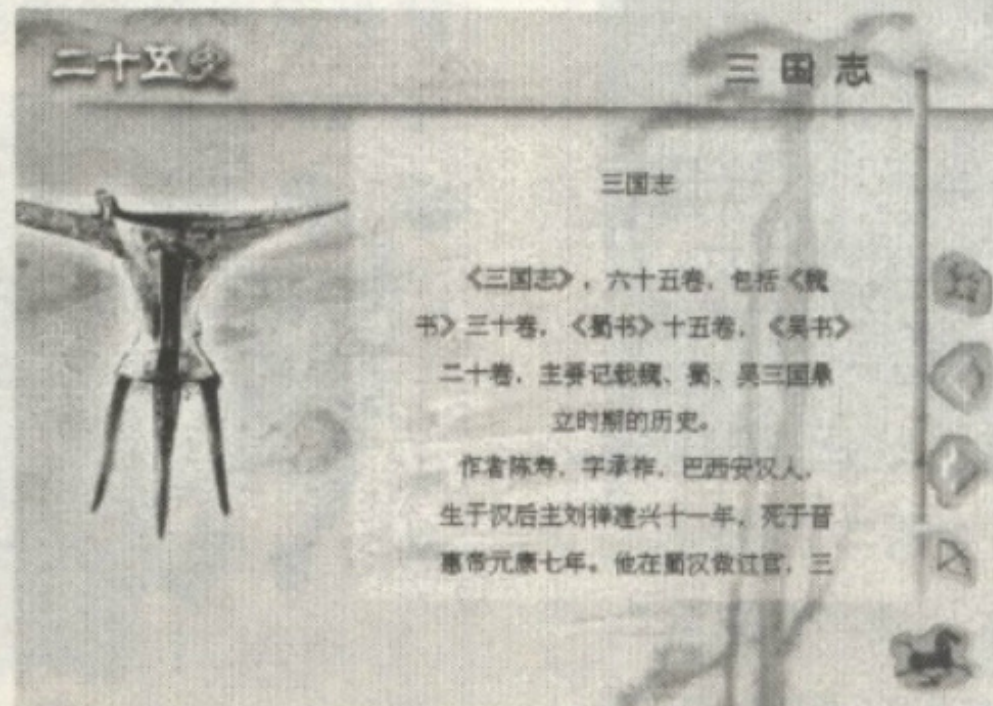 二十五史
三国志
三国志
《三国志》，六十五卷，包括《魏
书》三十卷，《蜀书》十五卷，《吴书》
二十卷，主要记载魏、蜀、吴三国鼎
立时期的历史。
作者陈寿，字承祚，巴西安汉人，
生于汉后主刘禅建兴十一年，死于晋
惠帝元康七年。他在蜀汉做过官，三